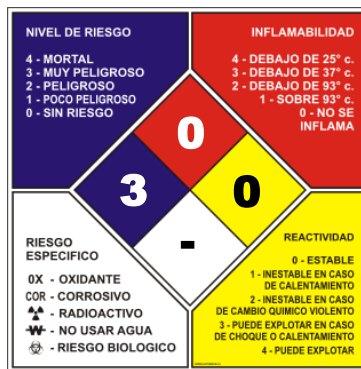 NIVEL DE RIESGO
4 - MORTAL
3 - MUY PELIGROSO
2 - PELIGROSO
1 - POCO PELIGROSO
0 - SIN RIESGO
INFLAMABILIDAD
4 - DEBAJO DE 25° c.
3 - DEBAJO DE 37° c.
2 - DEBAJO DE 93° c.
1 - SOBRE 93° c.
0 - NO SE
INFLAMA
0
3
0
-
RIESGO
ESPECIFICO
OX - OXIDANTE
COR - CORROSIVO
- RADIOACTIVO
W - NO USAR AGUA
- RIESGO BIOLOGICO
REACTIVIDAD
0 - ESTABLE
1 - INESTABLE EN CASO
DE CALENTAMIENTO
2 - INESTABLE EN CASO
DE CAMBIO QUIMICO VIOLENTO
3 - PUEDE EXPLOTAR EN CASO
DE CHOQUE O CALENTAMIENTO
4 - PUEDE EXPLOTAR